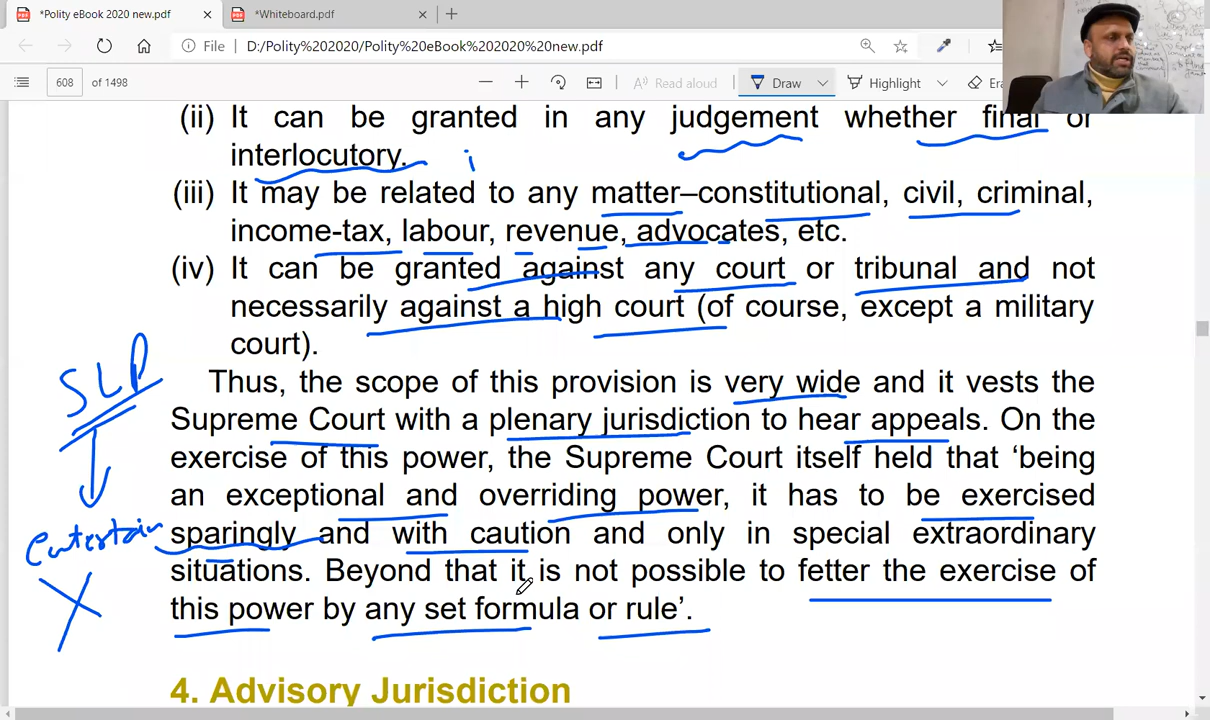 *Polity eBook 2020 new.pdf
*Whiteboard.pdf
File D:/Polity%202020/Polity%20eBook%202020%20new.pdf
608 of 1498
Read aloud
Draw
Highlight
Era
(ii) It can be granted in any judgement whether final or
interlocutory.
i
(iii) It may be related to any matter–constitutional, civil, criminal,
income-tax, labour, revenue, advocates, etc.
(iv) It can be granted against any court or tribunal and not
necessarily against a high court (of course, except a military
court).
SLP
Thus, the scope of this provision is very wide and it vests the
Supreme Court with a plenary jurisdiction to hear appeals. On the
exercise of this power, the Supreme Court itself held that ‘being
an exceptional and overriding power, it has to be exercised
entertain
sparingly and with caution and only in special extraordinary
situations. Beyond that it is not possible to fetter the exercise of
this power by any set formula or rule’.
4. Advisory Jurisdiction